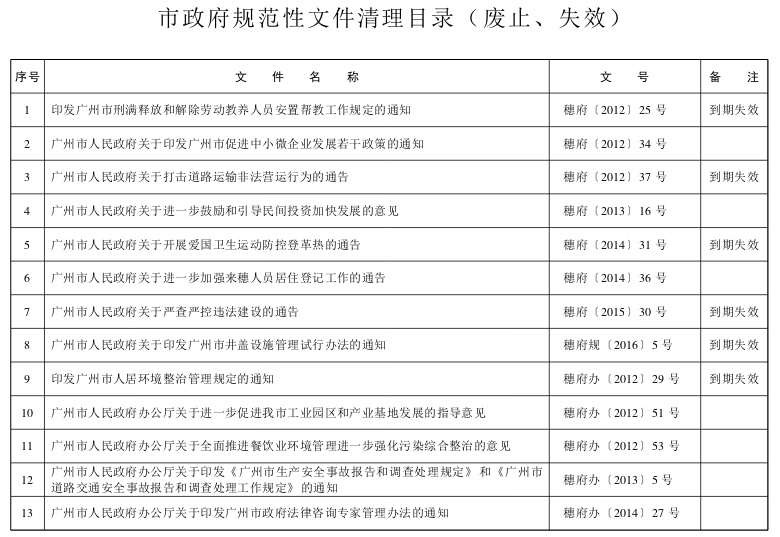 市政府规范性文件清理目录（废止、失效）
序号 文件名称 文号 备注
1 印发广州市刑满释放和解除劳动教养人员安置帮教工作规定的通知 穗府〔2012〕25 号 到期失效
2 广州市人民政府关于印发广州市促进中小微企业发展若干政策的通知 穗府〔2012〕34 号
3 广州市人民政府关于打击道路运输非法营运行为的通告 穗府〔2012〕37 号 到期失效
4 广州市人民政府关于进一步鼓励和引导民间投资加快发展的意见 穗府〔2013〕16 号
5 广州市人民政府关于开展爱国卫生运动防控登革热的通告 穗府〔2014〕31 号 到期失效
6 广州市人民政府关于进一步加强来穗人员居住登记工作的通告 穗府〔2014〕36 号
7 广州市人民政府关于严查严控违法建设的通告 穗府〔2015〕30 号 到期失效
8 广州市人民政府关于印发广州市井盖设施管理试行办法的通知 穗府规〔2016〕5 号 到期失效
9 印发广州市人居环境整治管理规定的通知 穗府办〔2012〕29 号 到期失效
10 广州市人民政府办公厅关于进一步促进我市工业园区和产业基地发展的指导意见 穗府办〔2012〕51 号
11 广州市人民政府办公厅关于全面推进餐饮业环境管理进一步强化污染综合整治的意见 穗府办〔2012〕53 号
12 广州市人民政府办公厅关于印发《广州市生产安全事故报告和调查处理规定》和《广州市
道路交通安全事故报告和调查处理工作规定》的通知 穗府办〔2013〕5 号
13 广州市人民政府办公厅关于印发广州市政府法律咨询专家管理办法的通知 穗府办〔2014〕27 号